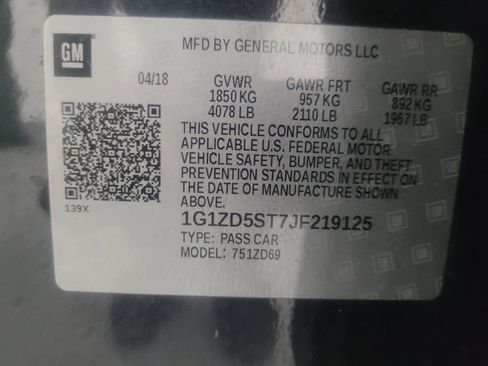 GM
MFD BY GENERAL MOTORS LLC
04/18 GVWR GAWR FRT GAWR RR
1850 KG 957 KG 892 KG
4078 LB 2110 LB 1967 LB
THIS VEHICLE CONFORMS TO ALL
APPLICABLE U.S. FEDERAL MOTOR
VEHICLE SAFETY, BUMPER, AND THEFT
PREVENTION STANDARDS IN EFFECT ON
THE DATE OF MANUFACTURE SHOWN
ABOVE.
139X
1G1ZD5ST7JF219125
TYPE: PASS CAR
MODEL: 751ZD69